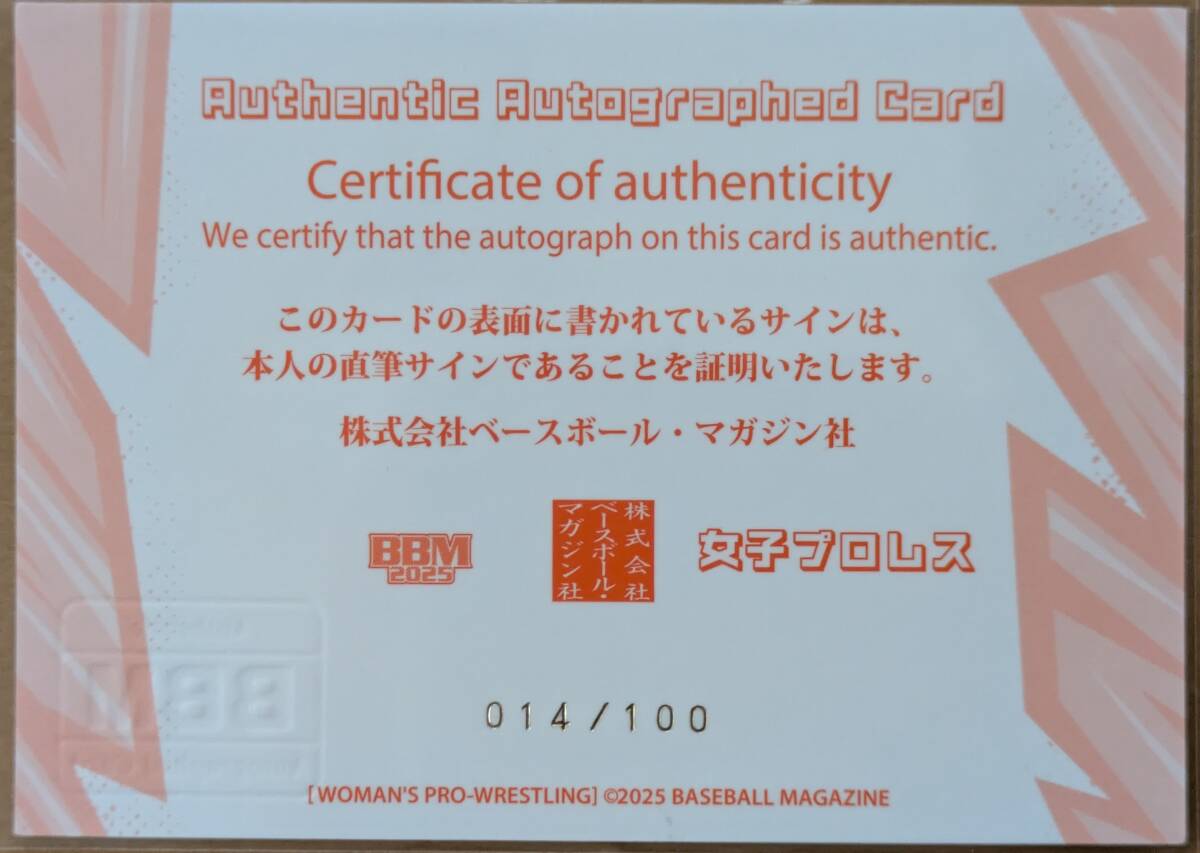 Authentic Autographed Card
Certificate of authenticity
We certify that the autograph on this card is authentic.
このカードの表面に書かれているサインは、
本人の直筆サインであることを証明いたします。
株式会社ベースボール・マガジン社
BBM
2025
株式会社
ベースボール・
マガジン社
女子プロレス
BBM
014/100
[WOMAN'S PRO-WRESTLING] ©2025 BASEBALL MAGAZINE